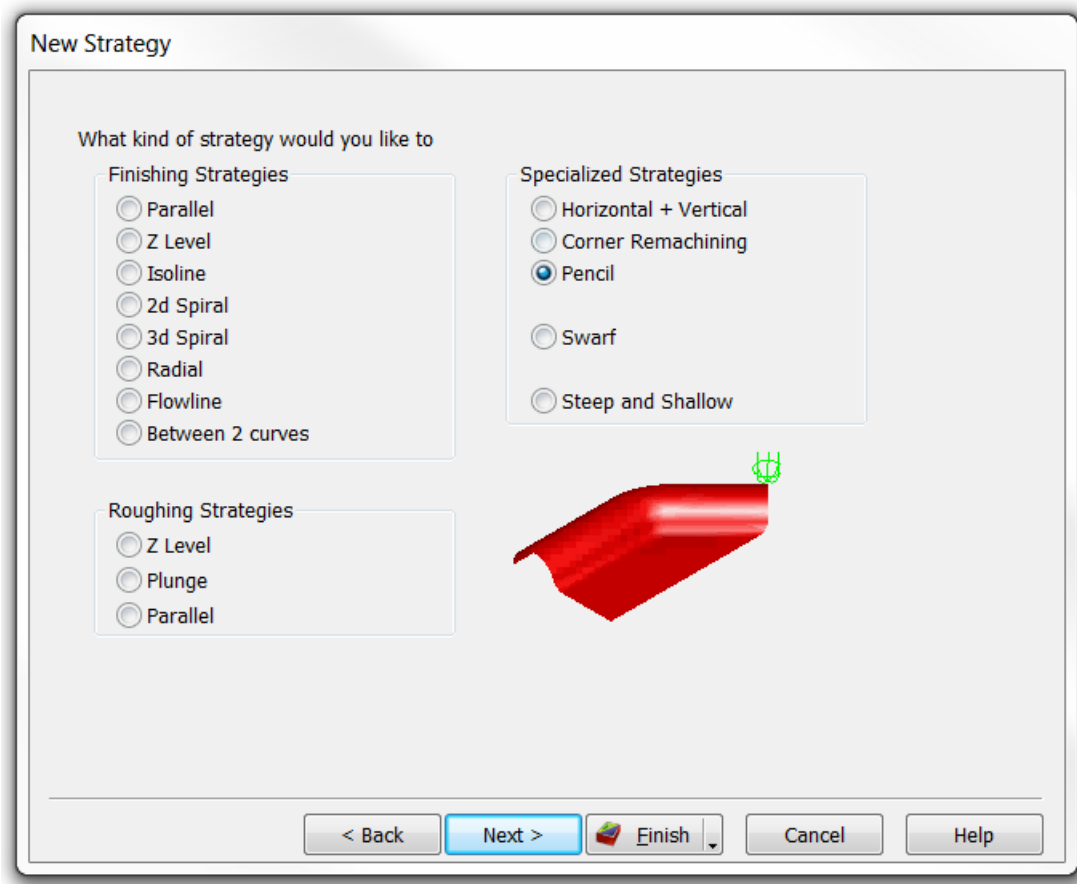 New Strategy
What kind of strategy would you like to
Finishing Strategies
Parallel
Z Level
Isoline
2d Spiral
3d Spiral
Radial
Flowline
Between 2 curves
Roughing Strategies
Z Level
Plunge
Parallel
Specialized Strategies
Horizontal + Vertical
Corner Remachining
Pencil
Swarf
Steep and Shallow
< Back
Next >
Finish
Cancel
Help